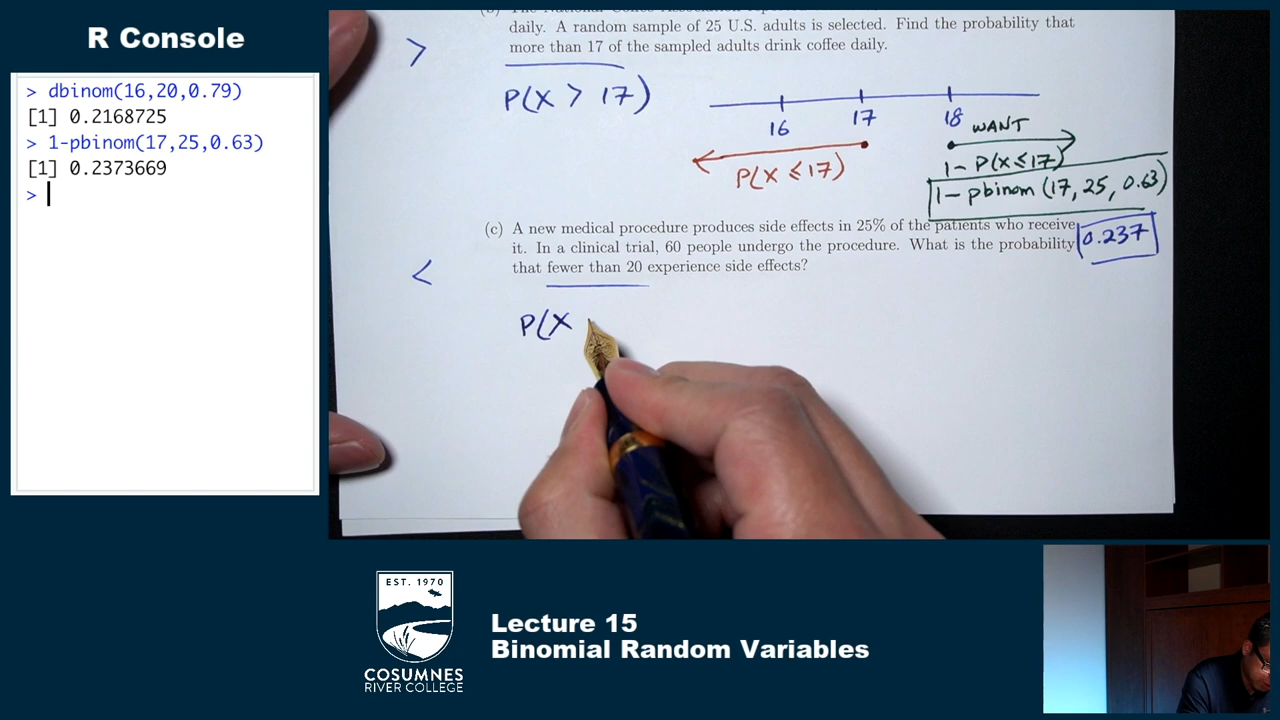 R Console
> dbinom(16,20,0.79)
[1] 0.2168725
> 1-pbinom(17,25,0.63)
[1] 0.2373669
>
daily. A random sample of 25 U.S. adults is selected. Find the probability that
more than 17 of the sampled adults drink coffee daily.
>
P(X > 17)
16 17 18
WANT
P(X ≤ 17)
1 - P(X ≤ 17)
1 - pbinom (17, 25, 0.63)
0.237
(c) A new medical procedure produces side effects in 25% of the patients who receive
it. In a clinical trial, 60 people undergo the procedure. What is the probability
that fewer than 20 experience side effects?
<
P(X
EST. 1970
COSUMNES
RIVER COLLEGE
Lecture 15
Binomial Random Variables